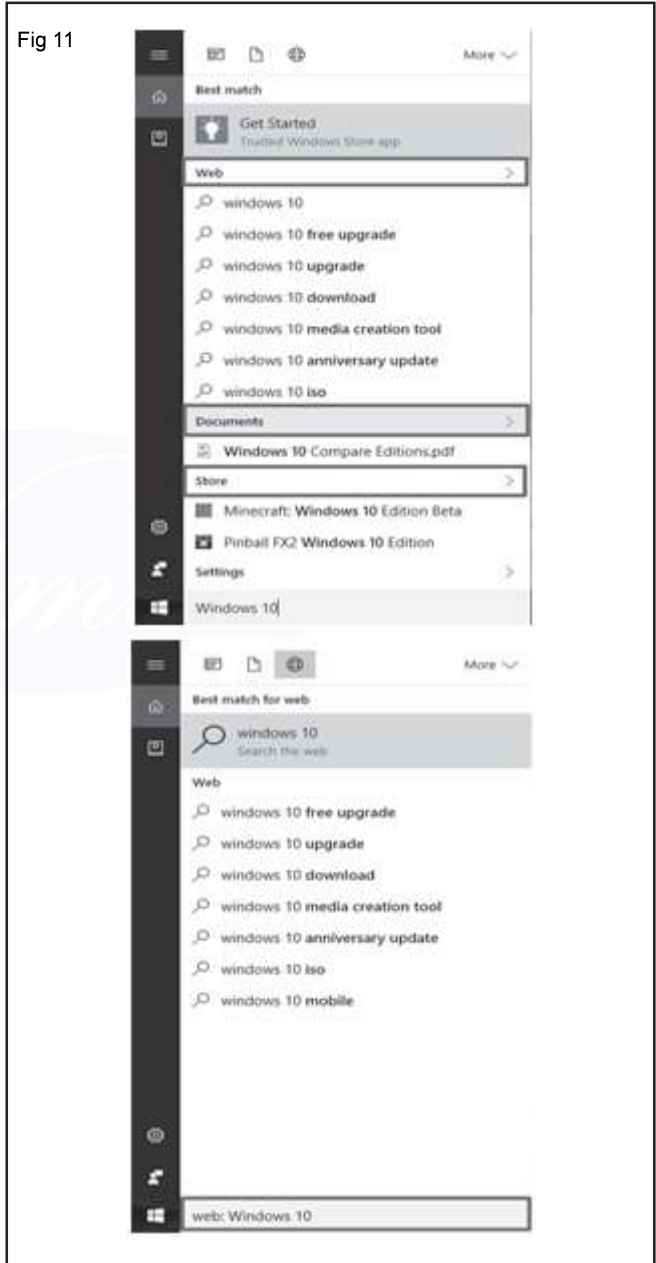 Fig 11
More
Best match
Get Started
Trusted Windows Store app
Web
windows 10
windows 10 free upgrade
windows 10 upgrade
windows 10 download
windows 10 media creation tool
windows 10 anniversary update
windows 10 iso
Documents
Windows 10 Compare Editions.pdf
Store
Minecraft: Windows 10 Edition Beta
Pinball FX2 Windows 10 Edition
Settings
Windows 10
More
Best match for web
windows 10
Search the web
Web
windows 10 free upgrade
windows 10 upgrade
windows 10 download
windows 10 media creation tool
windows 10 anniversary update
windows 10 iso
windows 10 mobile
web: Windows 10